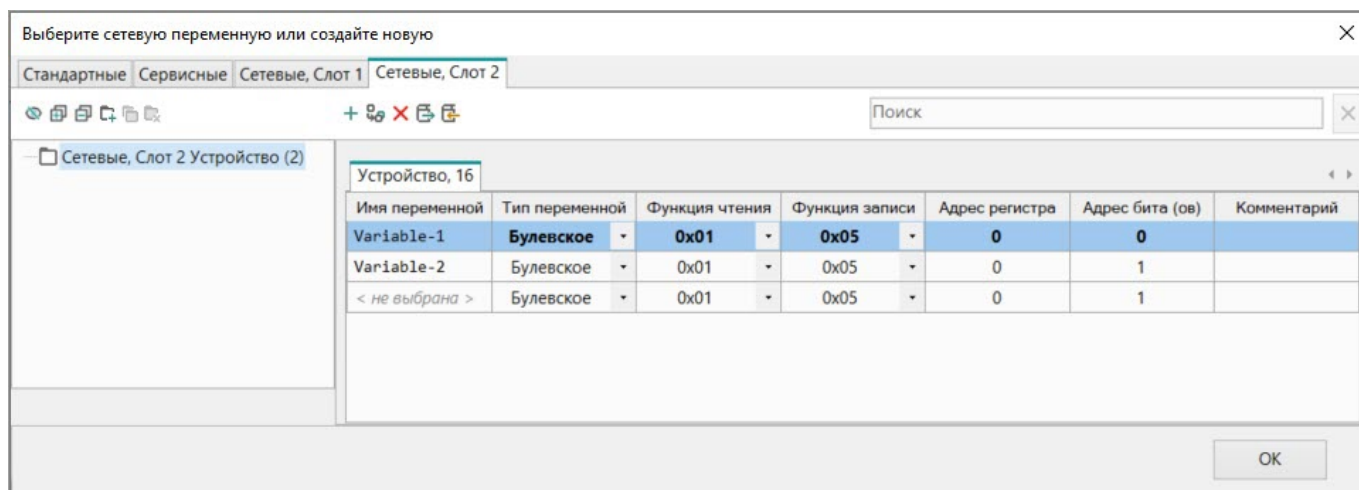 Выберите сетевую переменную или создайте новую
Стандартные Сервисные Сетевые, Слот 1 Сетевые, Слот 2
Поиск
Сетевые, Слот 2 Устройство (2)
Устройство, 16
Имя переменной Тип переменной Функция чтения Функция записи Адрес регистра Адрес бита (ов) Комментарий
Variable-1 Булевское 0x01 0x05 0 0
Variable-2 Булевское 0x01 0x05 0 1
< не выбрана > Булевское 0x01 0x05 0 1
OK